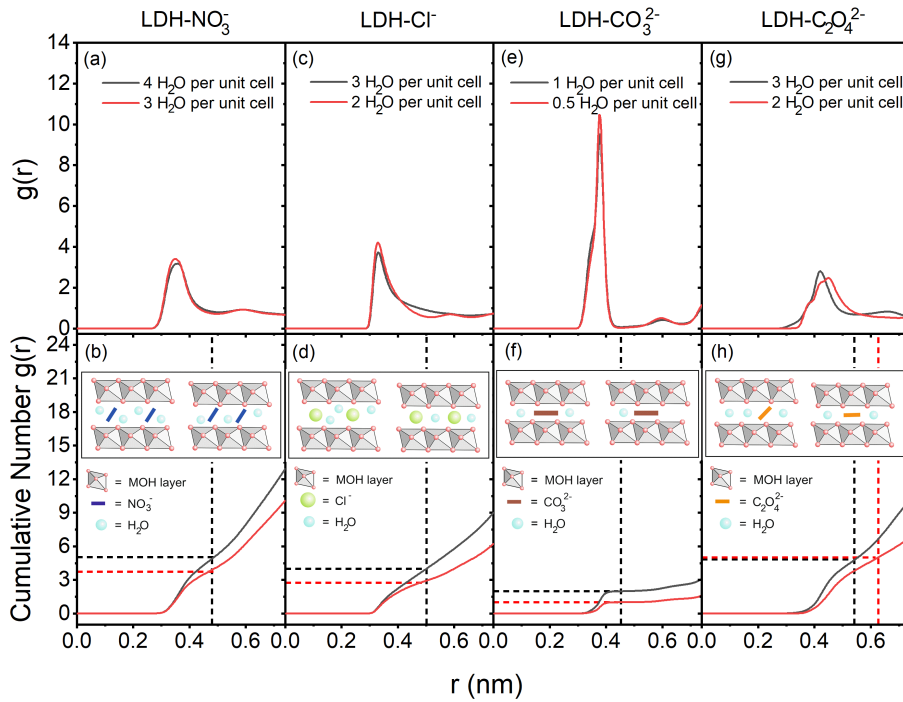 LDH-NO₃⁻ LDH-Cl⁻ LDH-CO₃²⁻ LDH-C₂O₄²⁻
14
12
10
8
6
4
2
0
g(r)
(a)
4 H₂O per unit cell
3 H₂O per unit cell
(c)
3 H₂O per unit cell
2 H₂O per unit cell
(e)
1 H₂O per unit cell
0.5 H₂O per unit cell
(g)
3 H₂O per unit cell
2 H₂O per unit cell
24
21
18
15
12
9
6
3
0
Cumulative Number g(r)
(b)
= MOH layer
= NO₃⁻
= H₂O
(d)
= MOH layer
= Cl⁻
= H₂O
(f)
= MOH layer
= CO₃²⁻
= H₂O
(h)
= MOH layer
= C₂O₄²⁻
= H₂O
0.0 0.2 0.4 0.6 0.0 0.2 0.4 0.6 0.0 0.2 0.4 0.6 0.0 0.2 0.4 0.6
r (nm)